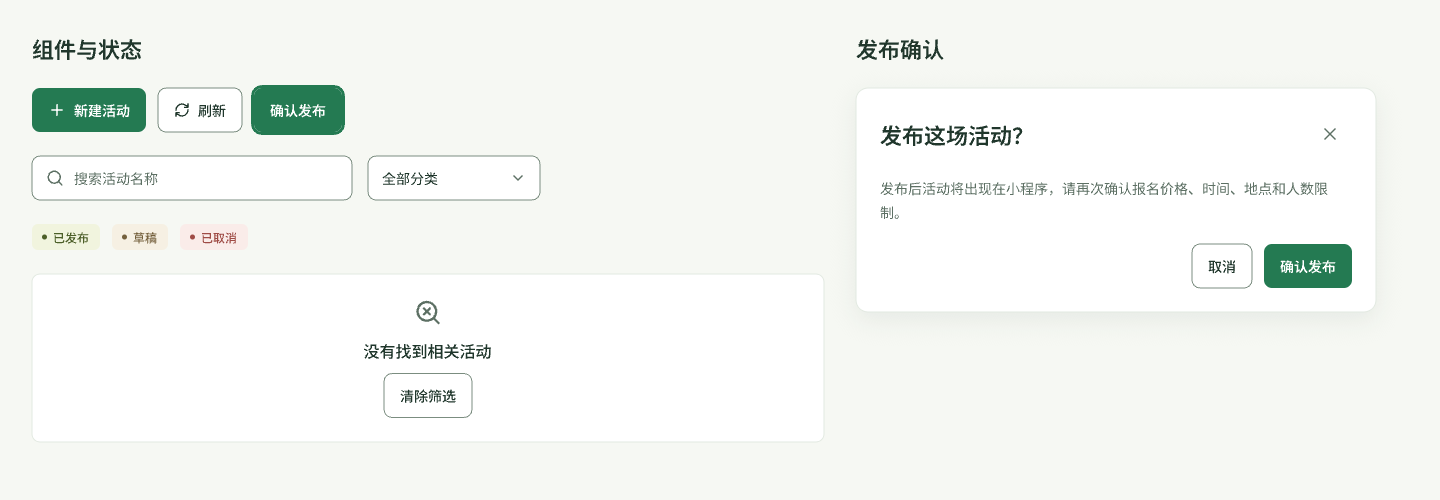 组件与状态
新建活动
刷新
确认发布
搜索活动名称
全部分类
已发布
草稿
已取消
没有找到相关活动
清除筛选
发布确认
发布这场活动？
发布后活动将出现在小程序，请再次确认报名价格、时间、地点和人数限
制。
取消
确认发布